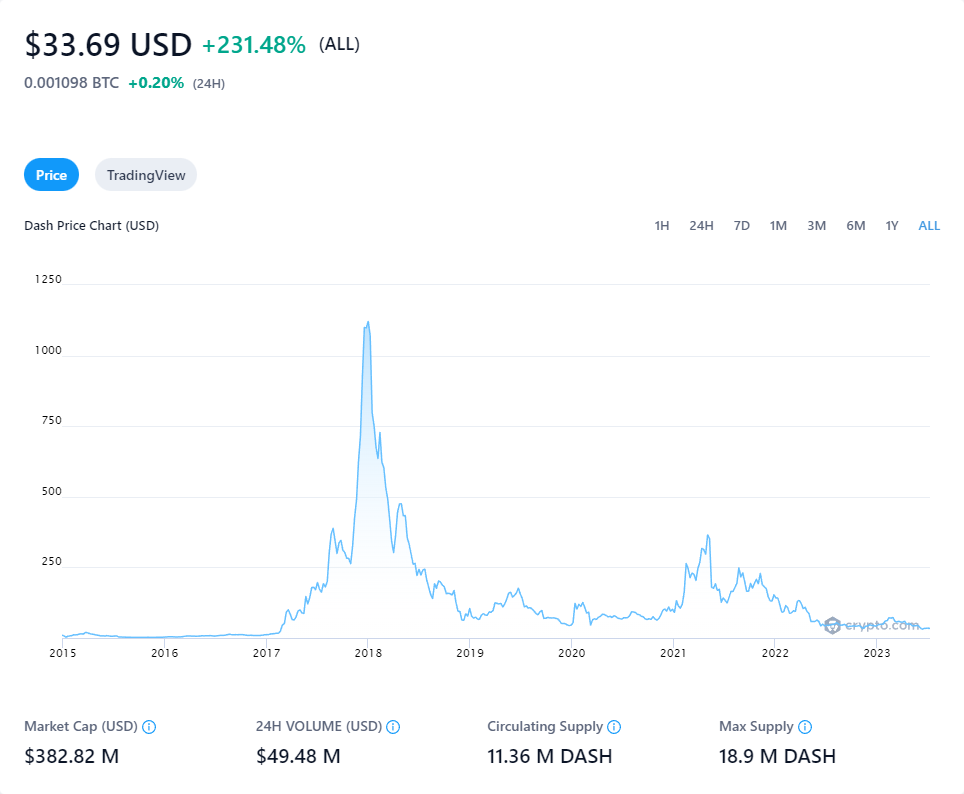 $33.69 USD +231.48% (ALL)
0.001098 BTC +0.20% (24H)
Price TradingView
Dash Price Chart (USD) 1H 24H 7D 1M 3M 6M 1Y ALL
1250
1000
750
500
250
crypto.com
2015 2016 2017 2018 2019 2020 2021 2022 2023
Market Cap (USD) 24H VOLUME (USD) Circulating Supply Max Supply
$382.82 M $49.48 M 11.36 M DASH 18.9 M DASH